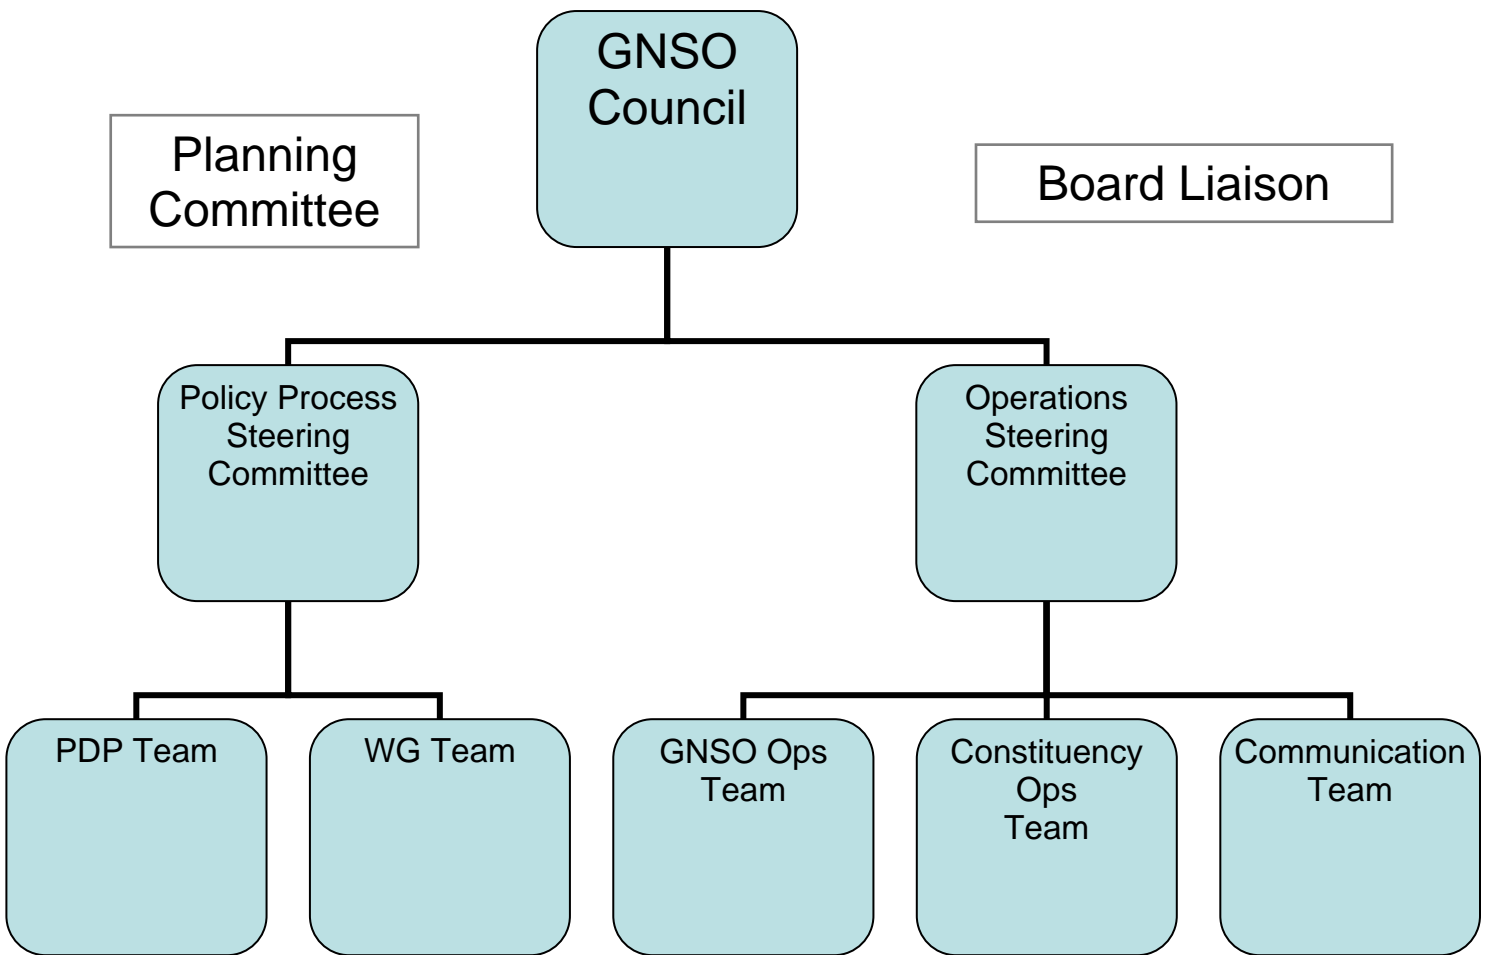 GNSO
Council
Planning
Committee
Board Liaison
Policy Process
Steering
Committee
Operations
Steering
Committee
PDP Team
WG Team
GNSO Ops
Team
Constituency
Ops
Team
Communication
Team